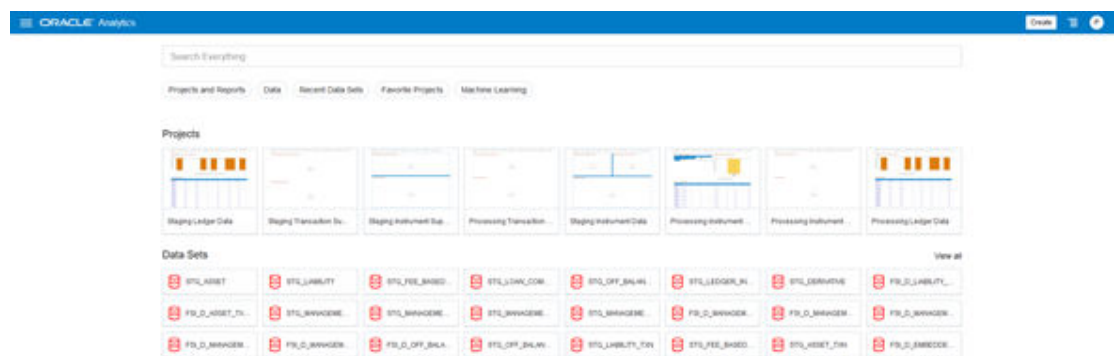 ORACLE Analytics
Create
Search Everything
Projects and Reports
Data
Recent Data Sets
Favorite Projects
Machine Learning
Projects
Staging Ledger Data
Staging Transaction Su...
Staging Instrument Sup...
Processing Transaction ...
Staging Instrument Data
Processing Instrument ...
Processing Instrument ...
Processing Ledger Data
Data Sets
View all
STG_ASSET
STG_LIABILITY
STG_FEE_BASED...
STG_LOAN_COM...
STG_OFF_BALAN...
STG_LEDGER_IN...
STG_DERIVATIVE
FSI_D_LIABILITY_...
FSI_D_ASSET_TX...
STG_MANAGEME...
STG_MANAGEME...
STG_MANAGEME...
FSI_D_MANAGEM...
FSI_D_MANAGEM...
FSI_D_MANAGEM...
FSI_D_MANAGEM...
FSI_D_MANAGEM...
FSI_D_OFF_BALA...
STG_OFF_BALAN...
STG_LIABILITY_TXN
STG_FEE_BASED...
STG_ASSET_TXN
FSI_D_EMBEDDE...